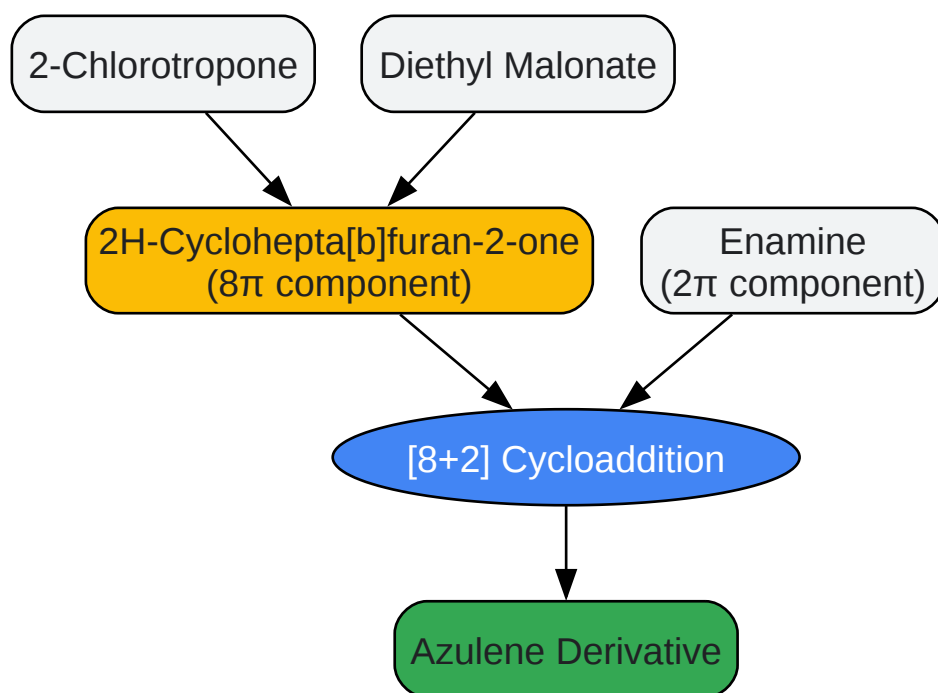 2-Chlorotropone
Diethyl Malonate
2H-Cyclohepta[b]furan-2-one
(8π component)
Enamine
(2π component)
[8+2] Cycloaddition
Azulene Derivative